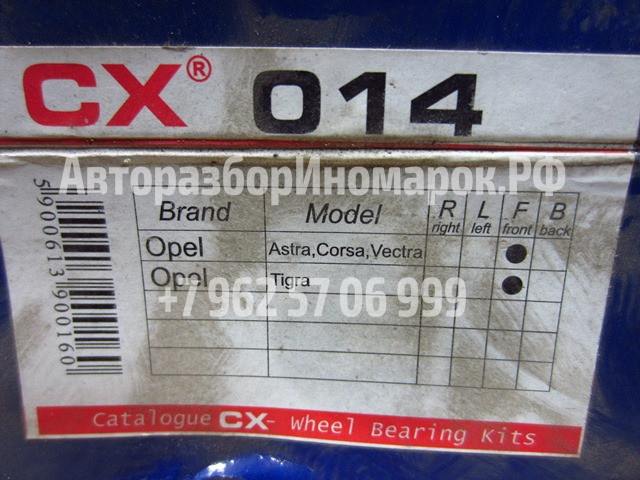 CX® 014
АвторазборИномарок.РФ
Brand Model R right L left F front B back
Opel Astra,Corsa,Vectra
Opel Tigra
+7 962 57 06 999
5900613900160
Catalogue CX- Wheel Bearing Kits